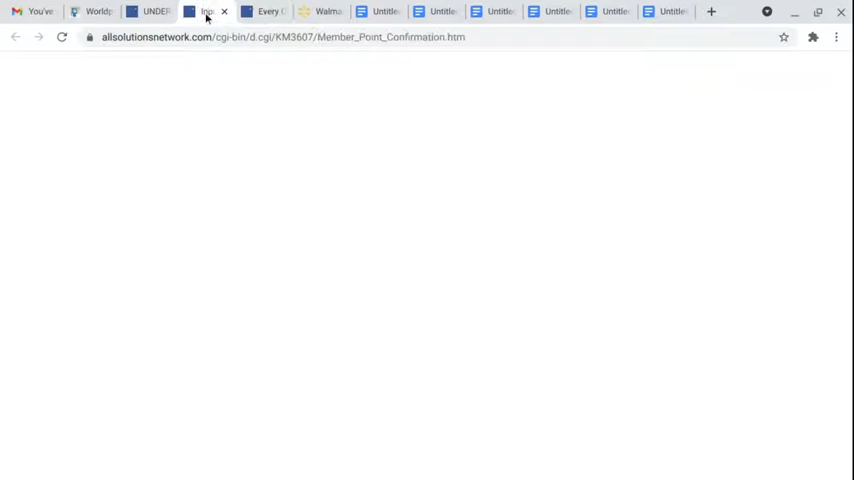 You've
Worldp
UNDER
Inp
Every C
Walma
Untitle
Untitle
Untitle
Untitle
Untitle
Untitle
allsolutionsnetwork.com/cgi-bin/d.cgi/KM3607/Member_Point_Confirmation.htm